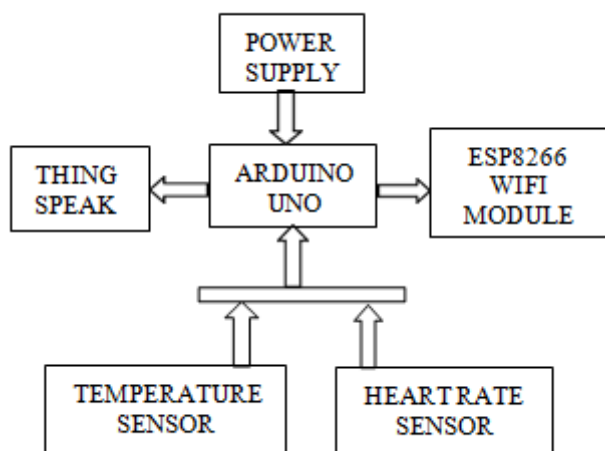 POWER
SUPPLY
THING
SPEAK
ARDUINO
UNO
ESP8266
WIFI
MODULE
TEMPERATURE
SENSOR
HEART RATE
SENSOR